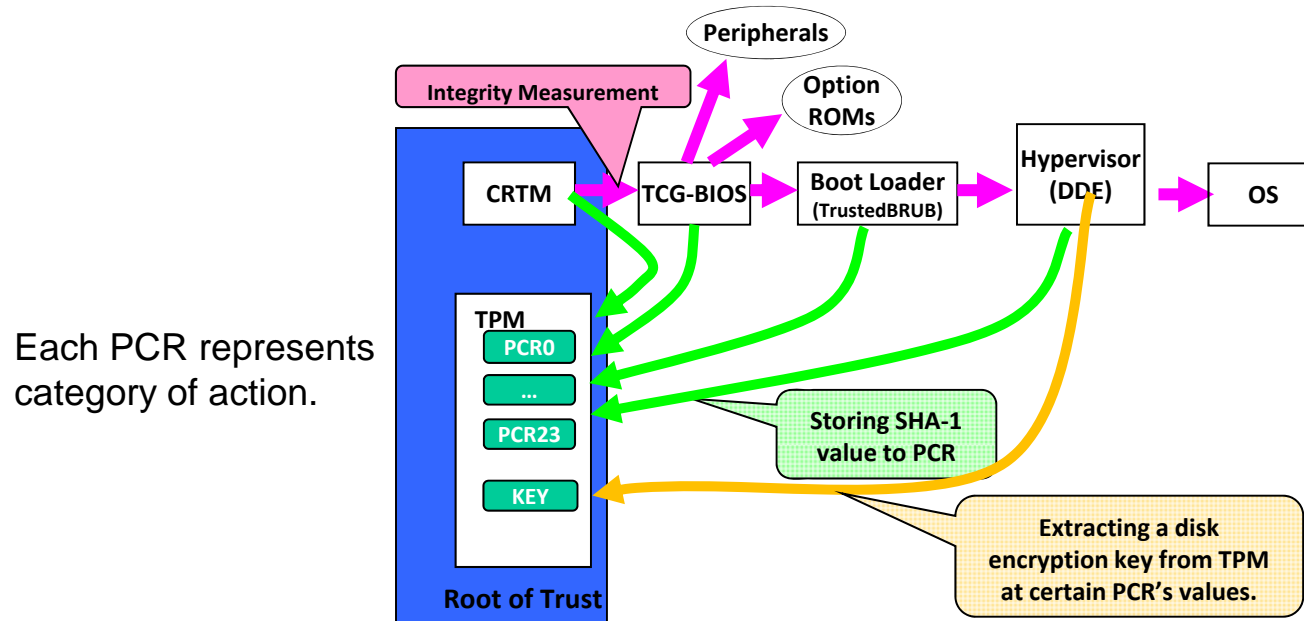 Peripherals
Integrity Measurement
Option
ROMs
CRTM
TCG-BIOS
Boot Loader
(TrustedBRUB)
Hypervisor
(DDE)
OS
Each PCR represents
category of action.
TPM
PCR0
...
PCR23
KEY
Storing SHA-1
value to PCR
Extracting a disk
encryption key from TPM
at certain PCR's values.
Root of Trust